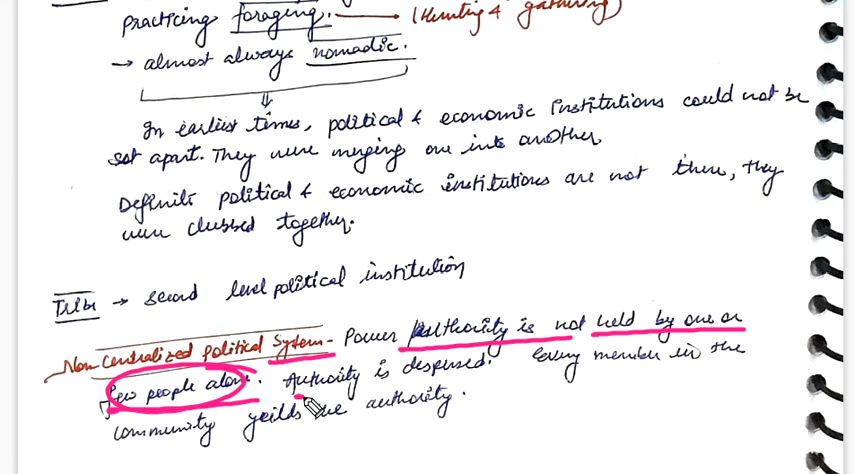 practicing foraging. (Hunting & gathering)
→ almost always nomadic.
In earliest times, political & economic institutions could not be
set apart. They were merging one into another.
Definite political & economic institutions are not there, they
were clubbed together.
Tribe → second level political institution
Non Centralized political System - Power Authority is not held by one or
few people alone. Authority is dispersed. Every member in the
community yeilds the authority.